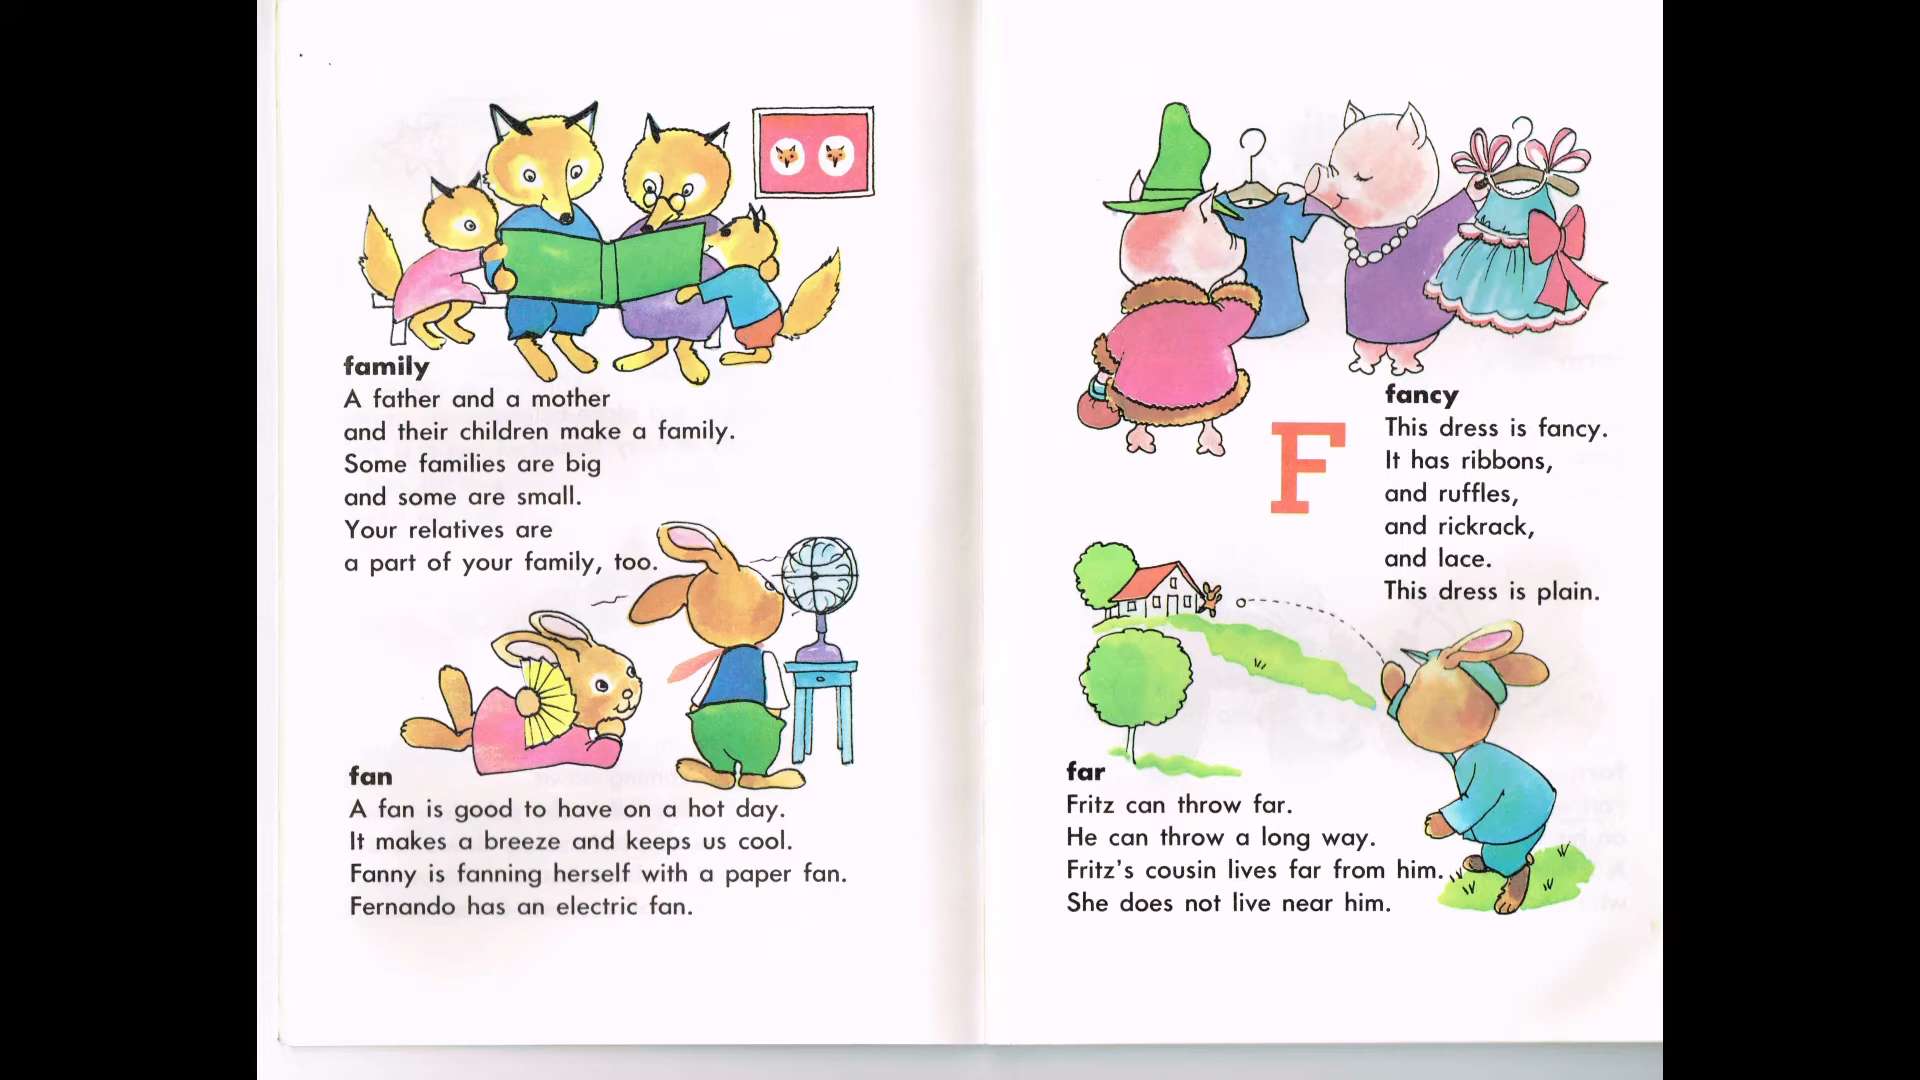 family
A father and a mother
and their children make a family.
Some families are big
and some are small.
Your relatives are
a part of your family, too.
fan
A fan is good to have on a hot day.
It makes a breeze and keeps us cool.
Fanny is fanning herself with a paper fan.
Fernando has an electric fan.
F
fancy
This dress is fancy.
It has ribbons,
and ruffles,
and rickrack,
and lace.
This dress is plain.
far
Fritz can throw far.
He can throw a long way.
Fritz's cousin lives far from him.
She does not live near him.